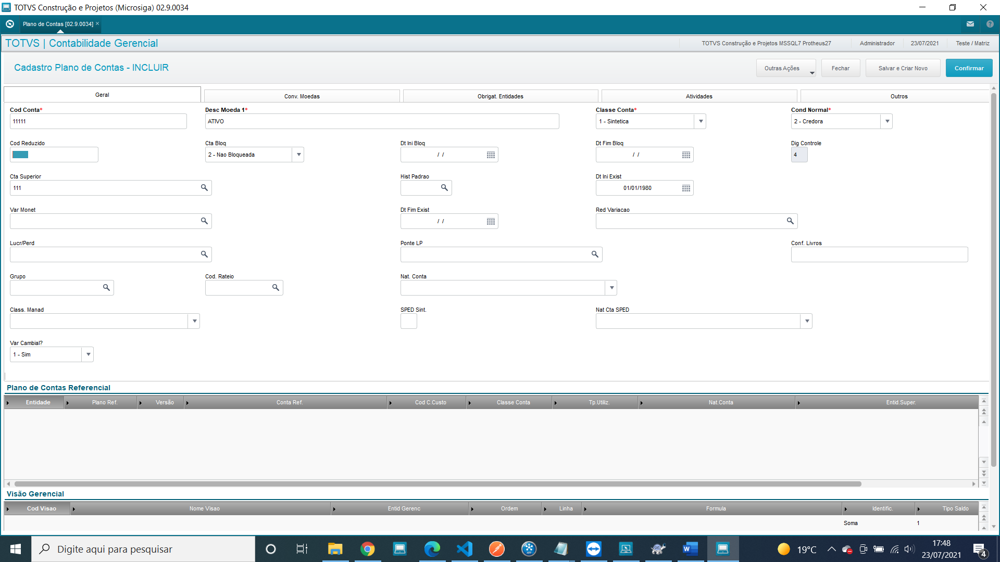 TOTVS Construção e Projetos (Microsiga) 02.9.0034
Plano de Contas [02.9.0034]
TOTVS | Contabilidade Gerencial
TOTVS Construção e Projetos MSSQL7 Protheus27 Administrador 23/07/2021 Teste / Matriz
Cadastro Plano de Contas - INCLUIR
Outras Ações Fechar Salvar e Criar Novo Confirmar
Geral Conv. Moedas Obrigat. Entidades Atividades Outros
Cod Conta* Desc Moeda 1* Classe Conta* Cond Normal*
11111 ATIVO 1 - Sintetica 2 - Credora
Cod Reduzido Cta Bloq Dt Ini Bloq Dt Fim Bloq Dig Controle
2 - Nao Bloqueada / / / / 4
Cta Superior Hist Padrao Dt Ini Exist
111 01/01/1980
Var Monet Dt Fim Exist Red Variacao
/ /
Lucr/Perd Ponte LP Conf. Livros
Grupo Cod. Rateio Nat. Conta
Class. Manad SPED Sint. Nat Cta SPED
Var Cambial?
1 - Sim
Plano de Contas Referencial
Entidade Plano Ref. Versão Conta Ref. Cod C.Custo Classe Conta Tp.Utiliz. Nat.Conta Entid.Super.
Visão Gerencial
Cod Visao Nome Visao Entid Gerenc Ordem Linha Formula Identific. Tipo Saldo
Soma 1
Digite aqui para pesquisar
19°C
17:48
23/07/2021
4